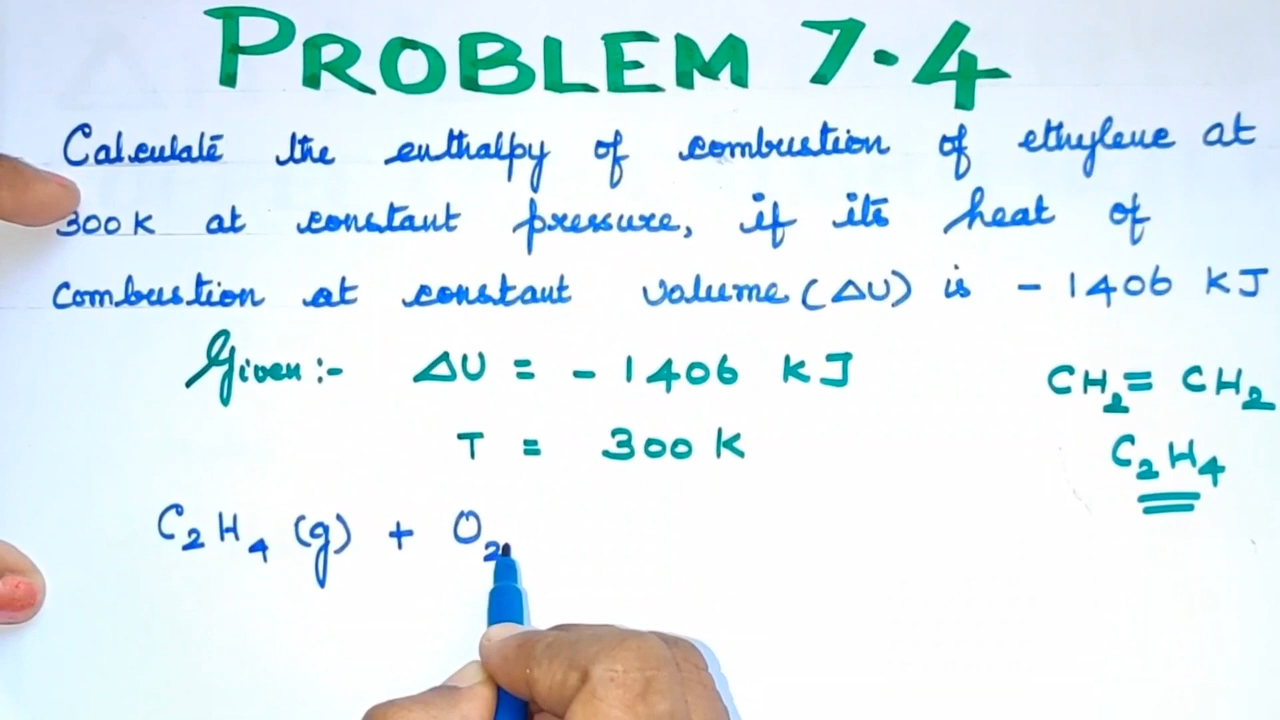 PROBLEM 7.4
Calculate the enthalpy of combustion of ethylene at
300K at constant pressure, if its heat of
combustion at constant volume (ΔU) is - 1406 KJ
Given :- ΔU = - 1406 KJ
T = 300 K
CH₂ = CH₂
C₂H₄
C₂H₄ (g) + O₂